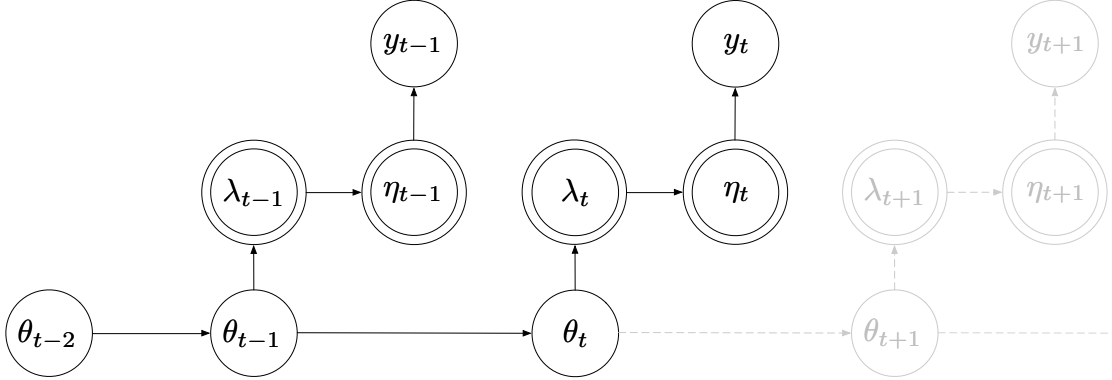 y_{t−1} y_t y_{t+1}
λ_{t−1} η_{t−1} λ_t η_t λ_{t+1} η_{t+1}
θ_{t−2} θ_{t−1} θ_t θ_{t+1}